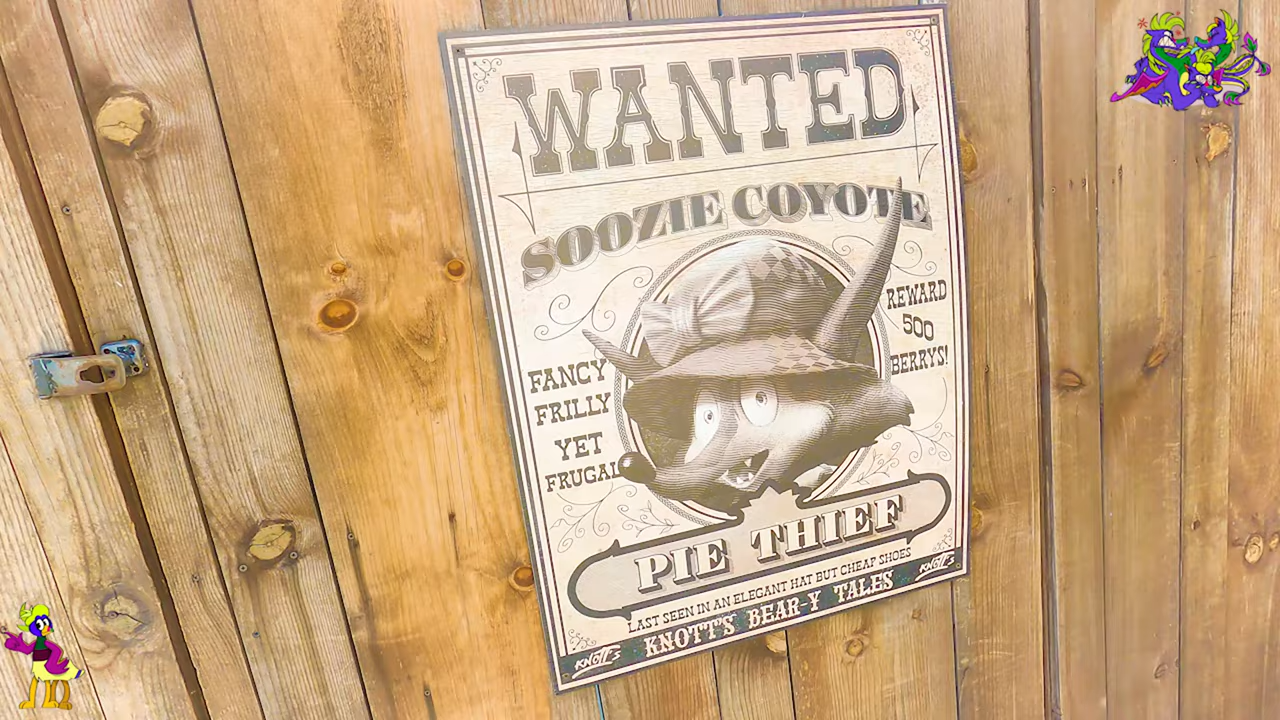 WANTED
SOOZIE COYOTE
REWARD
500
BERRYS!
FANCY
FRILLY
YET
FRUGAL
PIE THIEF
LAST SEEN IN AN ELEGANT HAT BUT CHEAP SHOES
KNOTT'S KNOTT'S BEAR-Y TALES KNOTT'S